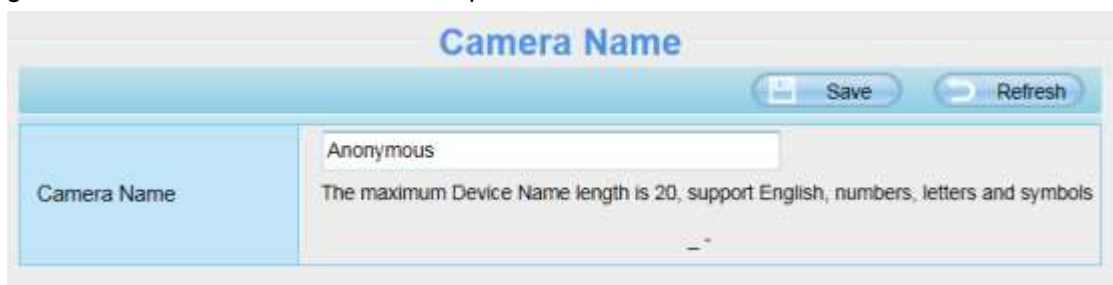 Camera Name
Save Refresh
Anonymous
Camera Name
The maximum Device Name length is 20, support English, numbers, letters and symbols
_ -